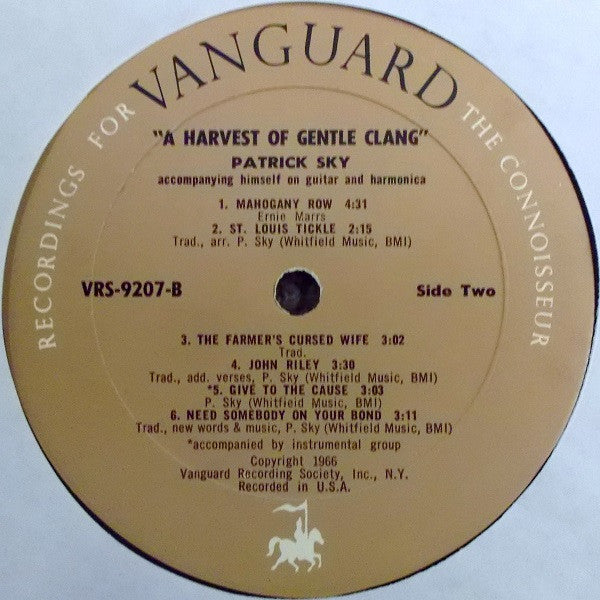 RECORDINGS FOR VANGUARD THE CONNOISSEUR
"A HARVEST OF GENTLE CLANG"
PATRICK SKY
accompanying himself on guitar and harmonica
1. MAHOGANY ROW 4:31
Ernie Marrs
2. ST. LOUIS TICKLE 2:15
Trad., arr. P. Sky (Whitfield Music, BMI)
VRS-9207-B
Side Two
3. THE FARMER'S CURSED WIFE 3:02
Trad.
4. JOHN RILEY 3:30
Trad., add. verses, P. Sky (Whitfield Music, BMI)
*5. GIVE TO THE CAUSE 3:03
P. Sky (Whitfield Music, BMI)
6. NEED SOMEBODY ON YOUR BOND 3:11
Trad., new words & music, P. Sky (Whitfield Music, BMI)
*accompanied by instrumental group
Copyright 1966
Vanguard Recording Society, Inc., N.Y.
Recorded in U.S.A.